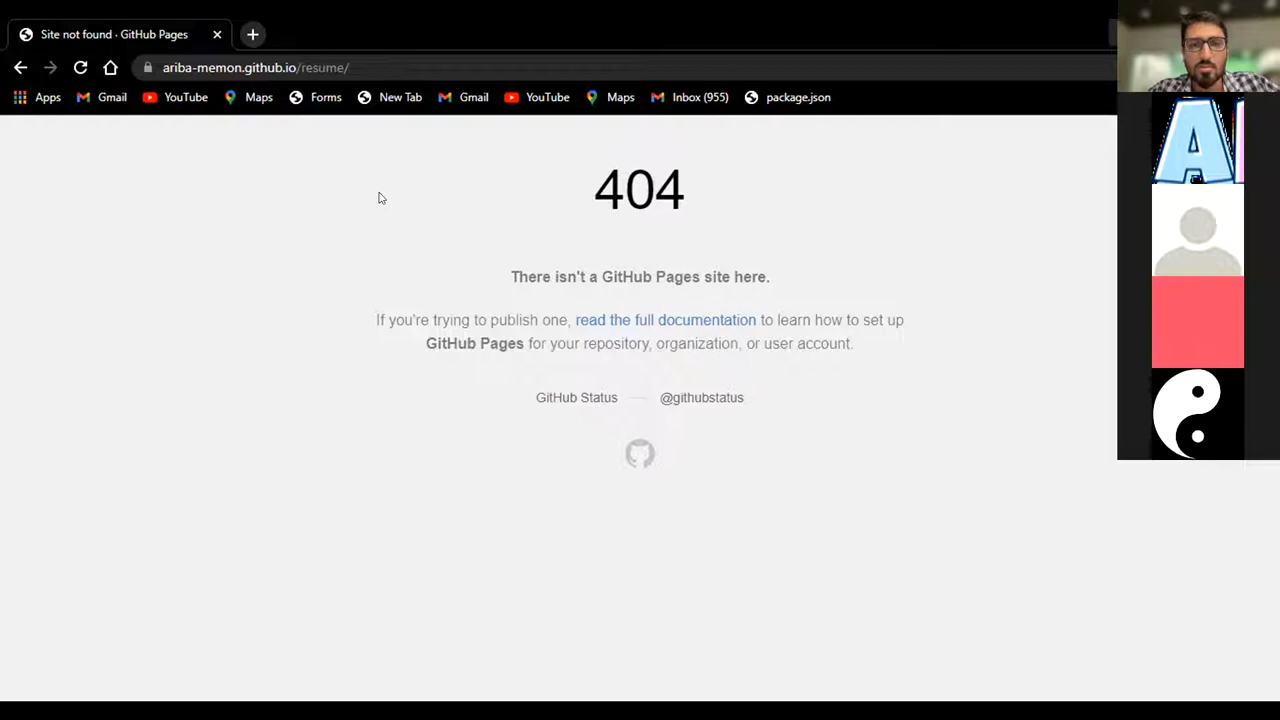 Site not found · GitHub Pages
ariba-memon.github.io/resume/
Apps Gmail YouTube Maps Forms New Tab Gmail YouTube Maps Inbox (955) package.json
A
404
There isn't a GitHub Pages site here.
If you're trying to publish one, read the full documentation to learn how to set up
GitHub Pages for your repository, organization, or user account.
GitHub Status — @githubstatus